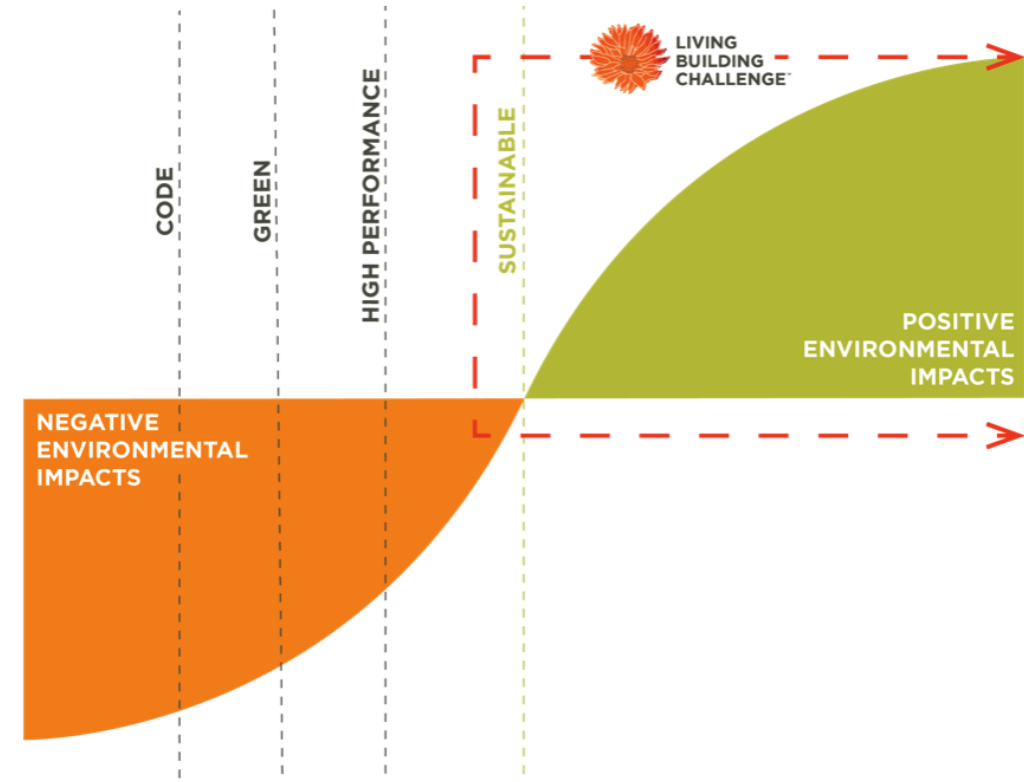 LIVING
BUILDING
CHALLENGE™
CODE
GREEN
HIGH PERFORMANCE
SUSTAINABLE
POSITIVE
ENVIRONMENTAL
IMPACTS
NEGATIVE
ENVIRONMENTAL
IMPACTS